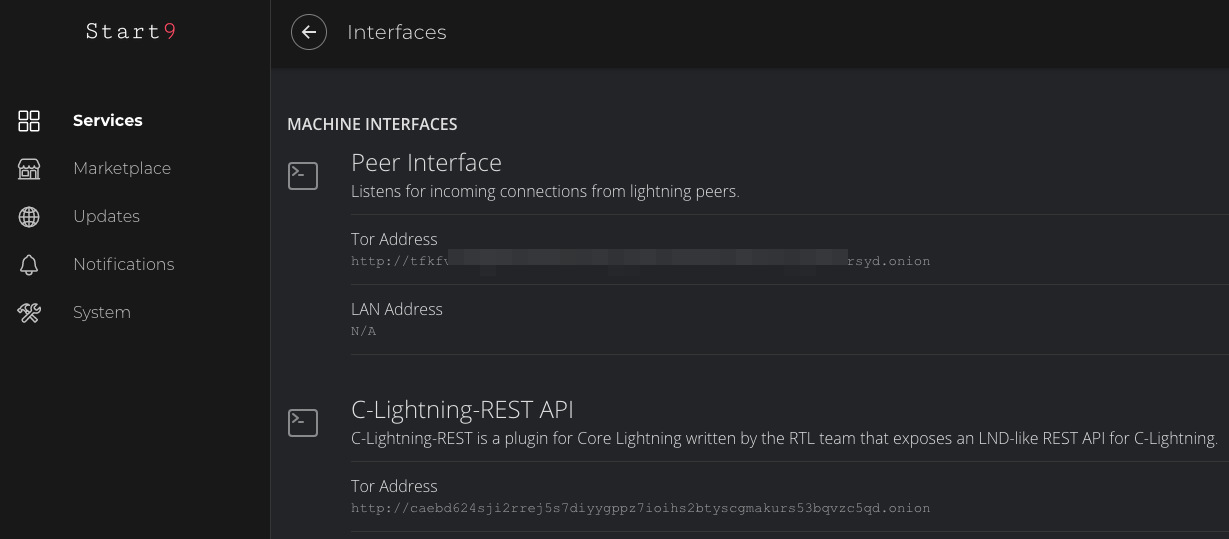 Start9
Interfaces
Services
Marketplace
Updates
Notifications
System
MACHINE INTERFACES
Peer Interface
Listens for incoming connections from lightning peers.
Tor Address
http://tfkfv rsyd.onion
LAN Address
N/A
C-Lightning-REST API
C-Lightning-REST is a plugin for Core Lightning written by the RTL team that exposes an LND-like REST API for C-Lightning.
Tor Address
http://caebd624sji2rrej5s7diyygppz7ioihs2btyscgmakurs53bqvzc5qd.onion